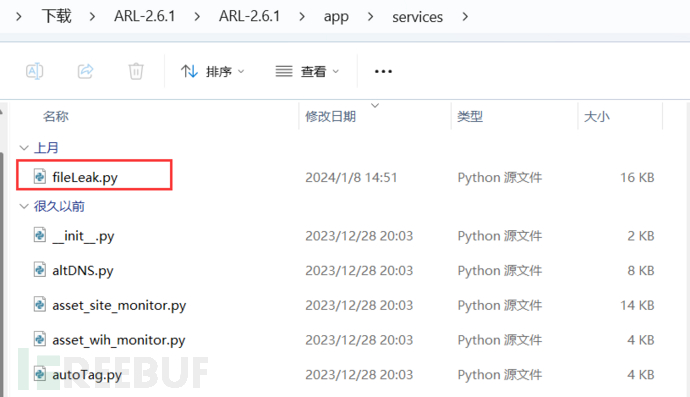 > 下载 > ARL-2.6.1 > ARL-2.6.1 > app > services >
排序 查看 •••
名称 修改日期 类型 大小
上月
fileLeak.py 2024/1/8 14:51 Python 源文件 16 KB
很久以前
__init__.py 2023/12/28 20:03 Python 源文件 2 KB
altDNS.py 2023/12/28 20:03 Python 源文件 8 KB
asset_site_monitor.py 2023/12/28 20:03 Python 源文件 14 KB
asset_wih_monitor.py 2023/12/28 20:03 Python 源文件 4 KB
autoTag.py 2023/12/28 20:03 Python 源文件 4 KB
FREEBUF